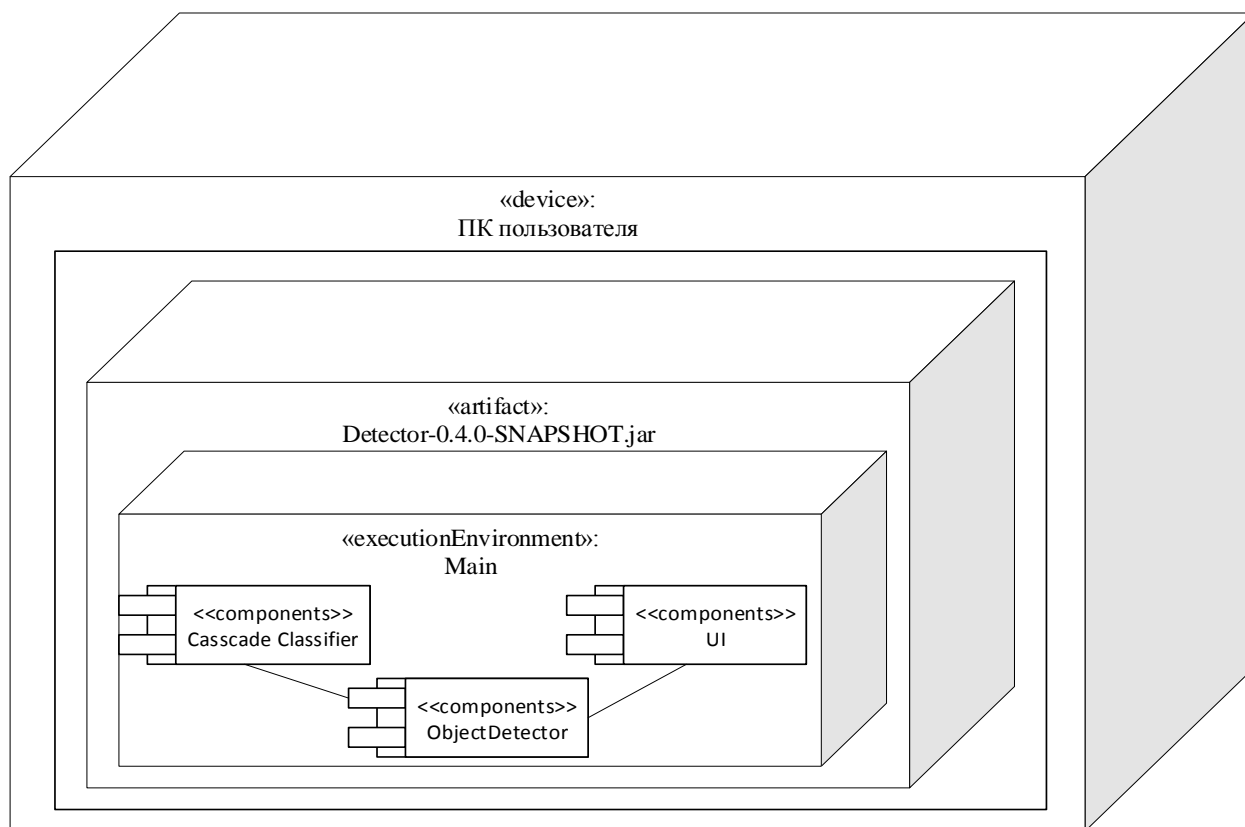 «device»:
ПК пользователя
«artifact»:
Detector-0.4.0-SNAPSHOT.jar
«executionEnvironment»:
Main
<<components>>
Casscade Classifier
<<components>>
UI
<<components>>
ObjectDetector